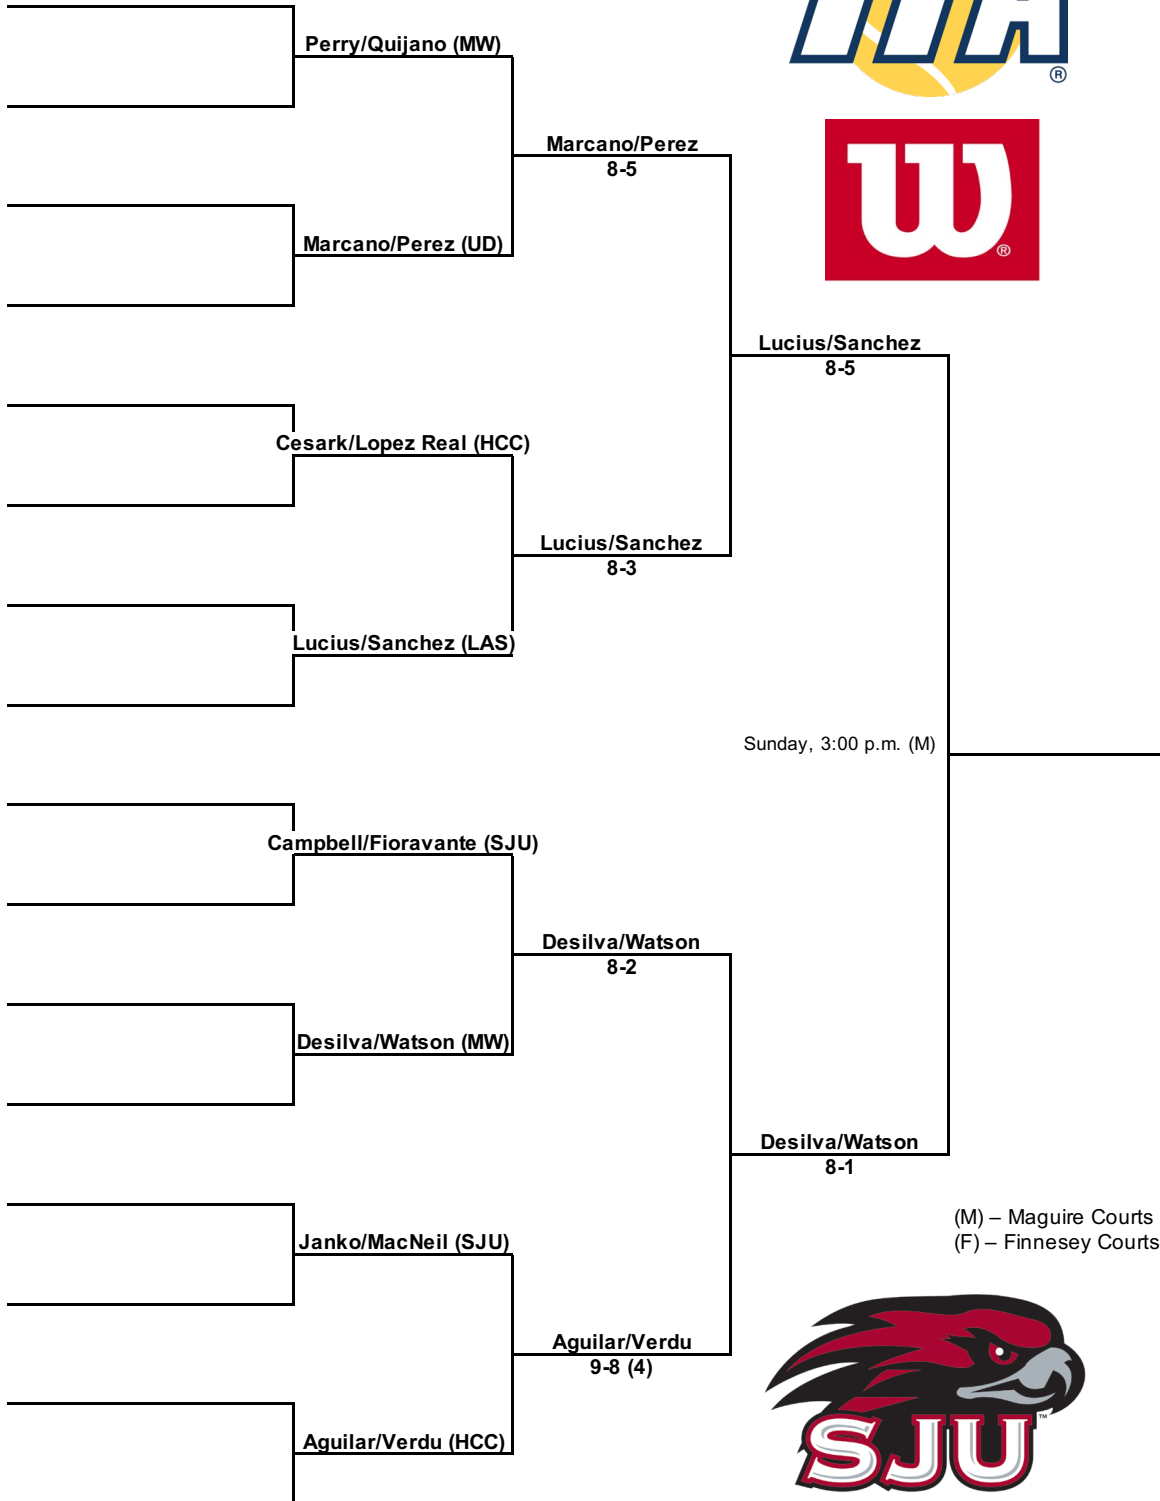 ITA
®
Perry/Quijano (MW)
Marcano/Perez
8-5
W
®
Marcano/Perez (UD)
Lucius/Sanchez
8-5
Cesark/Lopez Real (HCC)
Lucius/Sanchez
8-3
Lucius/Sanchez (LAS)
Sunday, 3:00 p.m. (M)
Campbell/Fioravante (SJU)
Desilva/Watson
8-2
Desilva/Watson (MW)
Desilva/Watson
8-1
(M) – Maguire Courts
(F) – Finnesey Courts
Janko/MacNeil (SJU)
Aguilar/Verdu
9-8 (4)
SJU
™
Aguilar/Verdu (HCC)